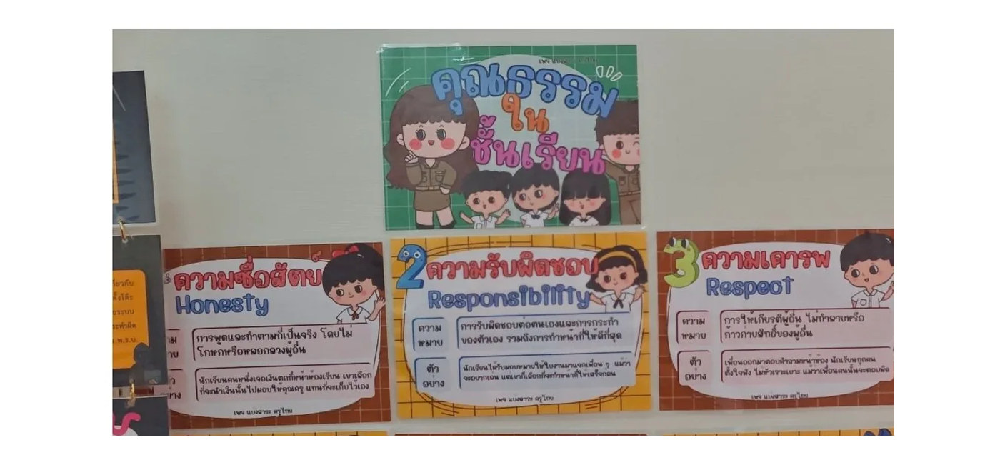 คุณธรรม
ใน
ชั้นเรียน
ความซื่อสัตย์
Honesty
การพูดและทำตามที่เป็นจริง โดยไม่
โกหกหรือหลอกลวงผู้อื่น
นักเรียนคนหนึ่งเจอเงินตกที่หน้าห้องเรียน เขาเลือก
ที่จะนำเงินนั้นไปมอบให้คุณครู แทนที่จะเก็บไว้เอง
เพจ แบ่งสาระ ครูไทย
2 ความรับผิดชอบ
Responsibility
ความ
หมาย
การรับผิดชอบต่อตนเองและการกระทำ
ของตัวเอง รวมถึงการทำหน้าที่ให้ดีที่สุด
ตัว
อย่าง
นักเรียนได้รับมอบหมายให้ใบงานมาแจกเพื่อน ๆ แม้ว่า
จะอยากเล่น แต่เขาก็เลือกที่จะทำหน้าที่ให้เสร็จก่อน
เพจ แบ่งสาระ ครูไทย
3 ความเคารพ
Respect
ความ
หมาย
การให้เกียรติผู้อื่น ไม่ทำลายหรือ
ก้าวก่ายสิทธิ์ของผู้อื่น
ตัว
อย่าง
เพื่อนออกมาตอบคำถามหน้าห้อง นักเรียนทุกคน
ตั้งใจฟัง ไม่หัวเราะเยาะ แม้ว่าเพื่อนคนนั้นจะตอบผิด
เพจ แบ่งสาระ ครูไทย
พ.ร.บ.